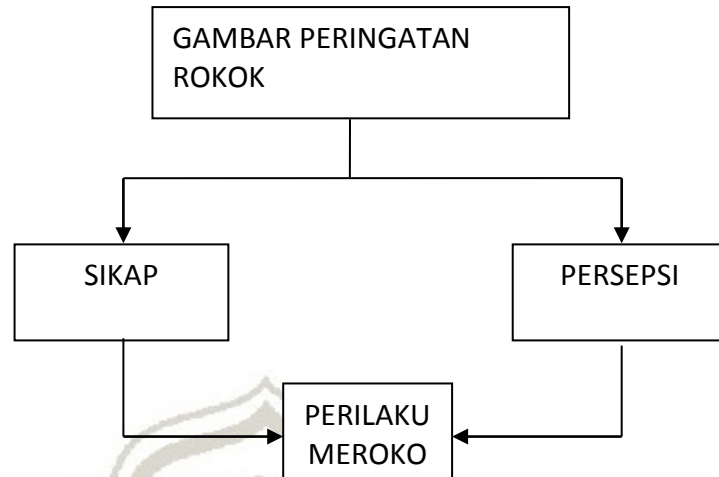 GAMBAR PERINGATAN
ROKOK
SIKAP
PERSEPSI
PERILAKU
MEROKO